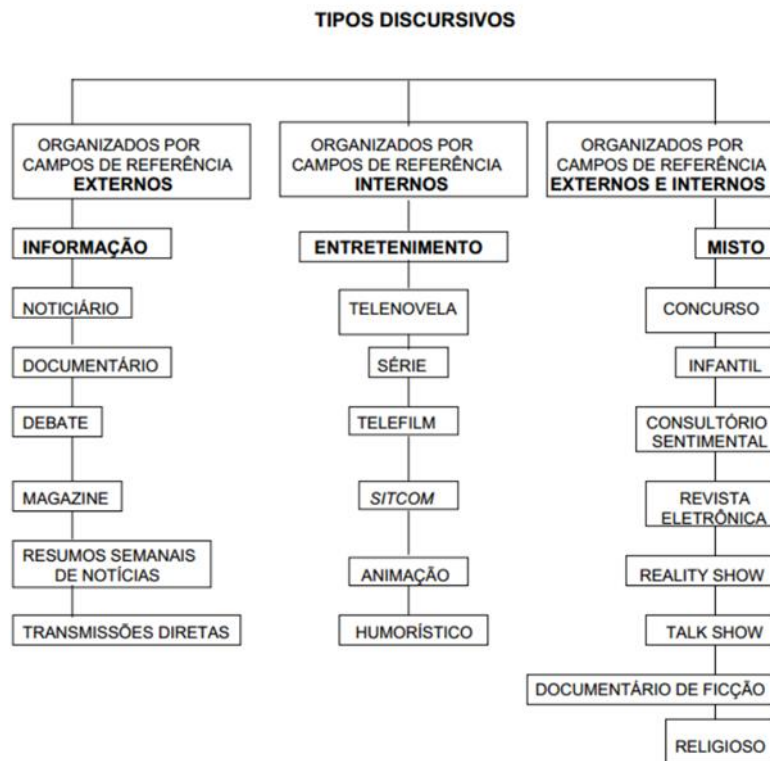 TIPOS DISCURSIVOS
ORGANIZADOS POR
CAMPOS DE REFERÊNCIA
EXTERNOS
INFORMAÇÃO
NOTICIÁRIO
DOCUMENTÁRIO
DEBATE
MAGAZINE
RESUMOS SEMANAIS
DE NOTÍCIAS
TRANSMISSÕES DIRETAS
ORGANIZADOS POR
CAMPOS DE REFERÊNCIA
INTERNOS
ENTRETENIMENTO
TELENOVELA
SÉRIE
TELEFILM
SITCOM
ANIMAÇÃO
HUMORÍSTICO
ORGANIZADOS POR
CAMPOS DE REFERÊNCIA
EXTERNOS E INTERNOS
MISTO
CONCURSO
INFANTIL
CONSULTÓRIO
SENTIMENTAL
REVISTA
ELETRÔNICA
REALITY SHOW
TALK SHOW
DOCUMENTÁRIO DE FICÇÃO
RELIGIOSO